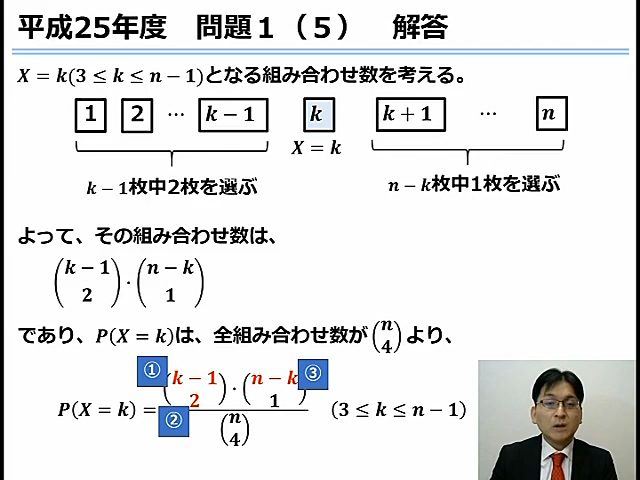 平成25年度　問題１（５）　解答
X = k(3 ≤ k ≤ n − 1)となる組み合わせ数を考える。
1 2 … k − 1 k k + 1 … n
X = k
k − 1枚中2枚を選ぶ n − k枚中1枚を選ぶ
よって、その組み合わせ数は、
(k − 1 2) · (n − k 1)
であり、P(X = k)は、全組み合わせ数が(n 4)より、
① ③
P(X = k) = (k − 1 2) · (n − k 1) / (n 4) (3 ≤ k ≤ n − 1)
②